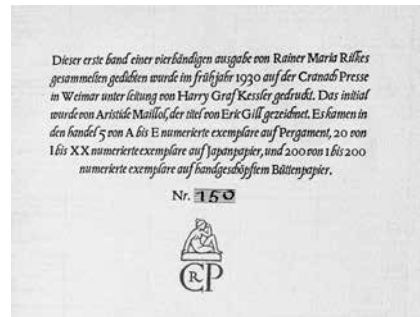 Dieser erste band einer vierbändigen ausgabe von Rainer Maria Rilkes
gesammelten gedichten wurde im frühjahr 1930 auf der Cranach Presse
in Weimar unter leitung von Harry Graf Kessler gedruckt. Das initial
wurde von Aristide Maillol, der titel von Eric Gill gezeichnet. Es kamen in
den handel 5 von A bis E numerierte exemplare auf Pergament, 20 von
I bis XX numerierte exemplare auf Japanpapier, und 200 von 1 bis 200
numerierte exemplare auf handgeschöpftem Büttenpapier.
Nr. 150
CRP